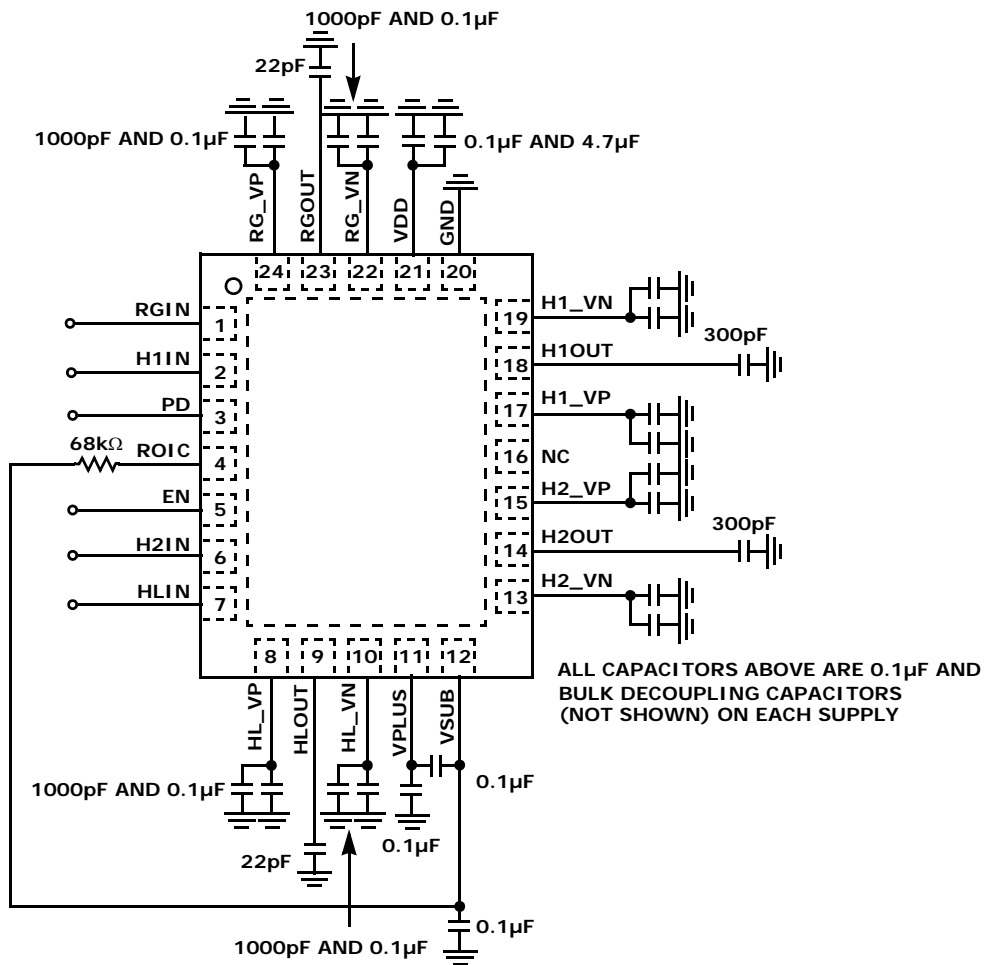 1000pF AND 0.1µF
22pF
1000pF AND 0.1µF
0.1µF AND 4.7µF
RG_VP
RGOUT
RG_VN
VDD
GND
24
23
22
21
20
RGIN
1
H1IN
2
PD
3
68kΩ
ROIC
4
EN
5
H2IN
6
HLIN
7
19
H1_VN
300pF
18
H1OUT
17
H1_VP
16
NC
15
H2_VP
300pF
14
H2OUT
13
H2_VN
8
9
10
11
12
HL_VP
HLOUT
HL_VN
VPLUS
VSUB
ALL CAPACITORS ABOVE ARE 0.1µF AND
BULK DECOUPLING CAPACITORS
(NOT SHOWN) ON EACH SUPPLY
1000pF AND 0.1µF
0.1µF
0.1µF
22pF
0.1µF
1000pF AND 0.1µF